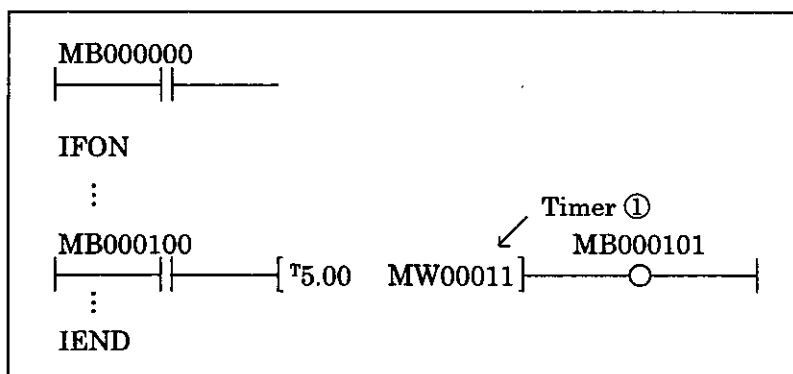 MB000000
IFON
⋮
Timer ①
MB000100 MB000101
[ ᵀ5.00 MW00011 ]
⋮
IEND